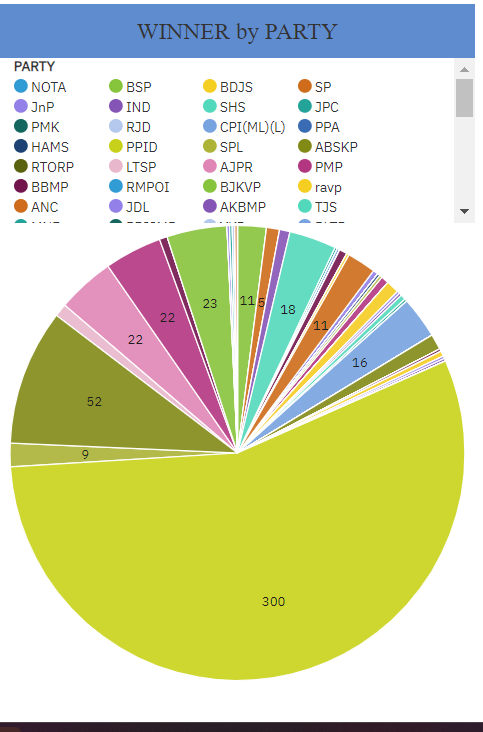 WINNER by PARTY
PARTY
NOTA BSP BDJS SP
JnP IND SHS JPC
PMK RJD CPI(ML)(L) PPA
HAMS PPID SPL ABSKP
RTORP LTSP AJPR PMP
BBMP RMPOI BJKVP ravp
ANC JDL AKBMP TJS
23 11 5 18
22 11
22 16
52
9
300